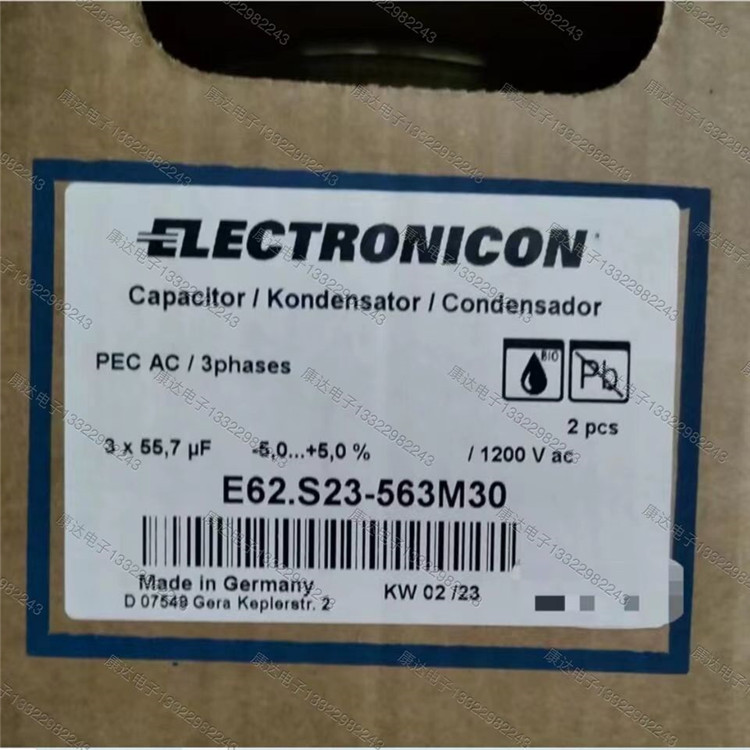 ELECTRONICON
Capacitor / Kondensator / Condensador
PEC AC / 3phases
BIO
Pb
2 pcs
3 x 55,7 µF -5,0...+5,0 % / 1200 V ac
E62.S23-563M30
Made in Germany
D 07549 Gera Keplerstr. 2
KW 02 /23
康达电子13322982243